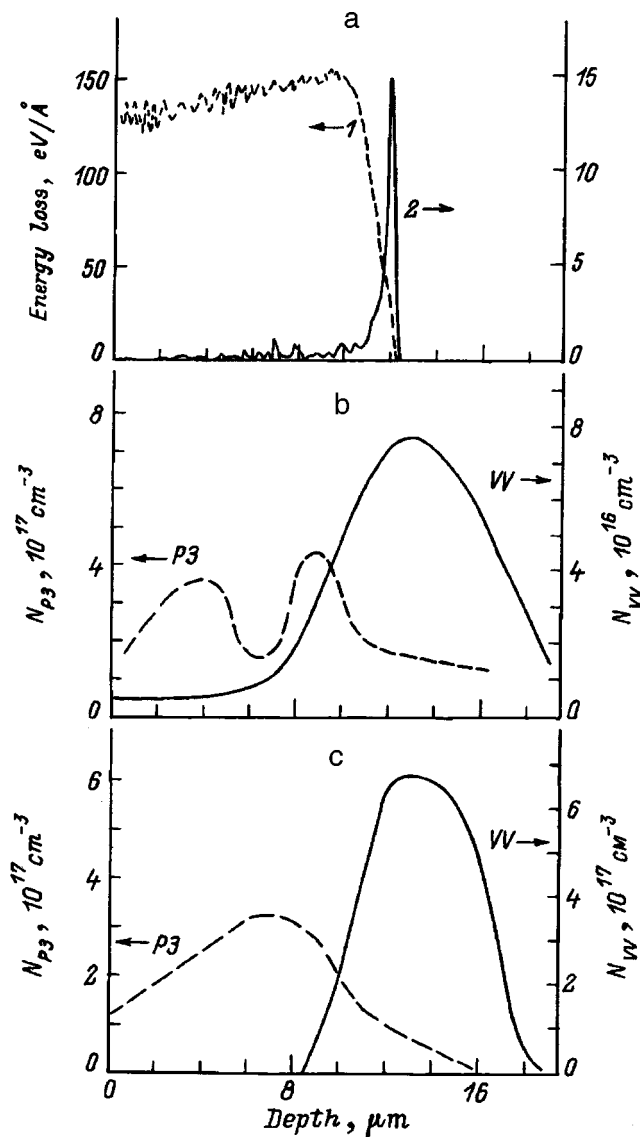 a
150
100
50
0
Energy loss, eV/Å
1
2
15
10
5
0
b
8
4
0
N_P3, 10^17 cm^-3
P3
VV
8
4
0
N_VV, 10^16 cm^-3
c
6
4
2
0
N_P3, 10^17 cm^-3
P3
VV
6
4
2
0
N_VV, 10^17 см^-3
0 8 16
Depth, μm